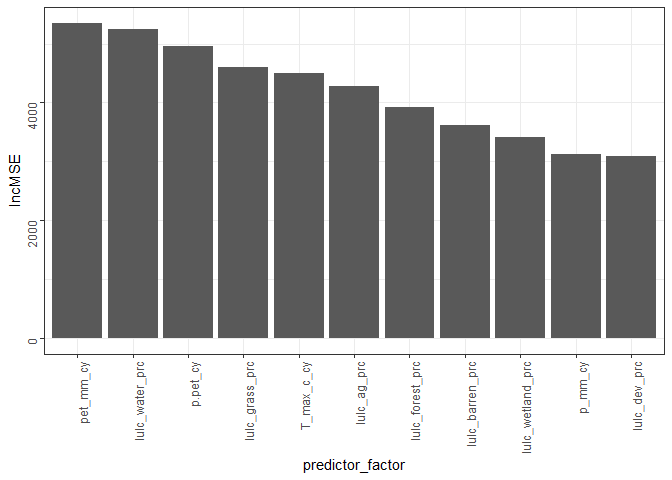 IncMSE
4000
2000
0
pet_mm_cy
lulc_water_prc
p.pet_cy
lulc_grass_prc
T_max_c_cy
lulc_ag_prc
lulc_forest_prc
lulc_barren_prc
lulc_wetland_prc
p_mm_cy
lulc_dev_prc
predictor_factor